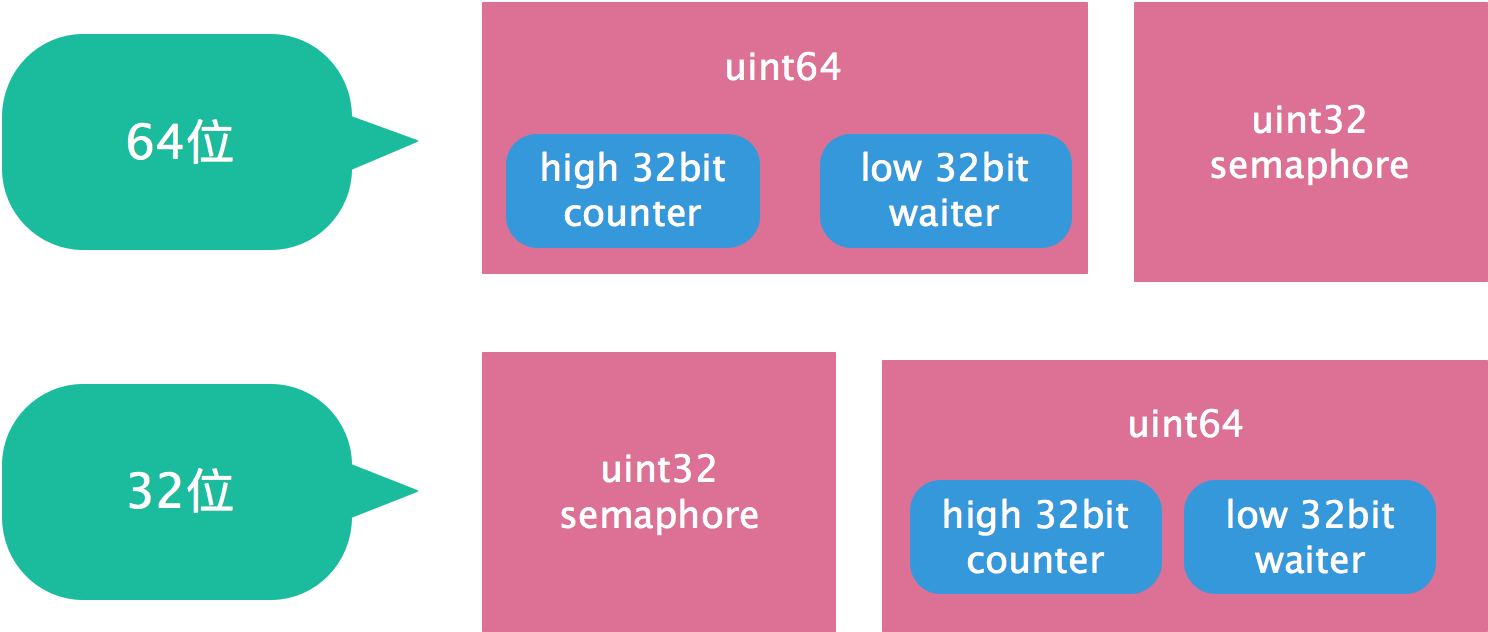 64位
uint64
high 32bit
counter
low 32bit
waiter
uint32
semaphore
32位
uint32
semaphore
uint64
high 32bit
counter
low 32bit
waiter